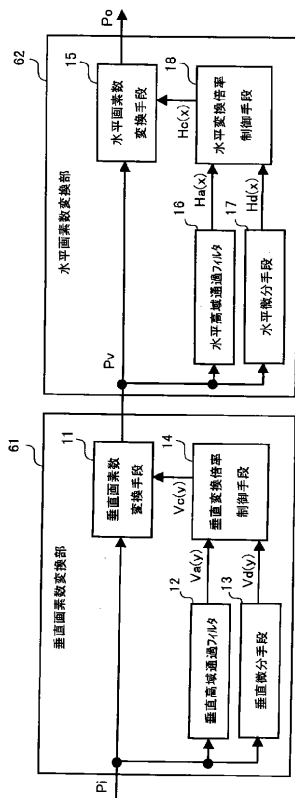 Pi
61
垂直画素数変換部
11
垂直画素数
変換手段
Vc(y)
14
垂直変換倍率
制御手段
12
垂直高域通過フィルタ
Va(y)
13
垂直微分手段
Vd(y)
Pv
62
水平画素数変換部
15
水平画素数
変換手段
Hc(x)
18
水平変換倍率
制御手段
16
水平高域通過フィルタ
Ha(x)
17
水平微分手段
Hd(x)
Po